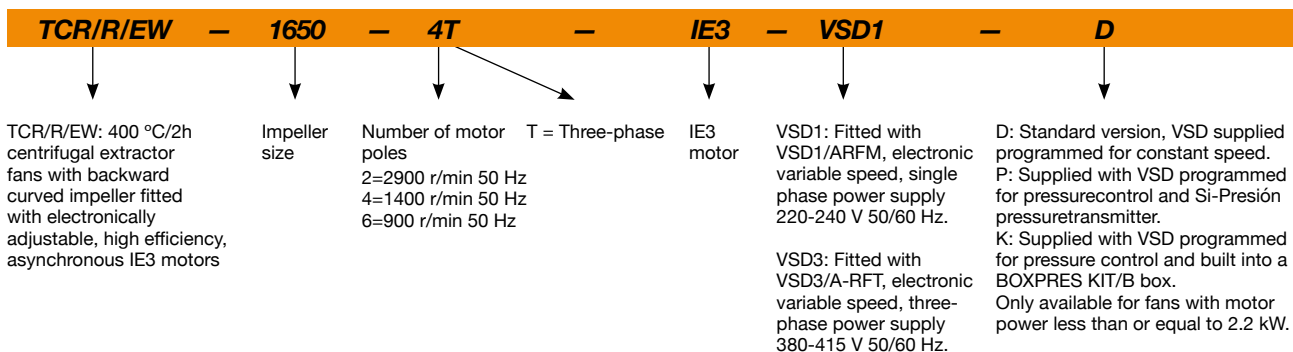 TCR/R/EW — 1650 — 4T — IE3 — VSD1 — D
TCR/R/EW: 400 ºC/2h
centrifugal extractor
fans with backward
curved impeller fitted
with electronically
adjustable, high efficiency,
asynchronous IE3 motors
Impeller
size
Number of motor
poles
2=2900 r/min 50 Hz
4=1400 r/min 50 Hz
6=900 r/min 50 Hz
T = Three-phase
IE3
motor
VSD1: Fitted with
VSD1/ARFM, electronic
variable speed, single
phase power supply
220-240 V 50/60 Hz.
VSD3: Fitted with
VSD3/A-RFT, electronic
variable speed, three-
phase power supply
380-415 V 50/60 Hz.
D: Standard version, VSD supplied
programmed for constant speed.
P: Supplied with VSD programmed
for pressurecontrol and Si-Presión
pressuretransmitter.
K: Supplied with VSD programmed
for pressure control and built into a
BOXPRES KIT/B box.
Only available for fans with motor
power less than or equal to 2.2 kW.